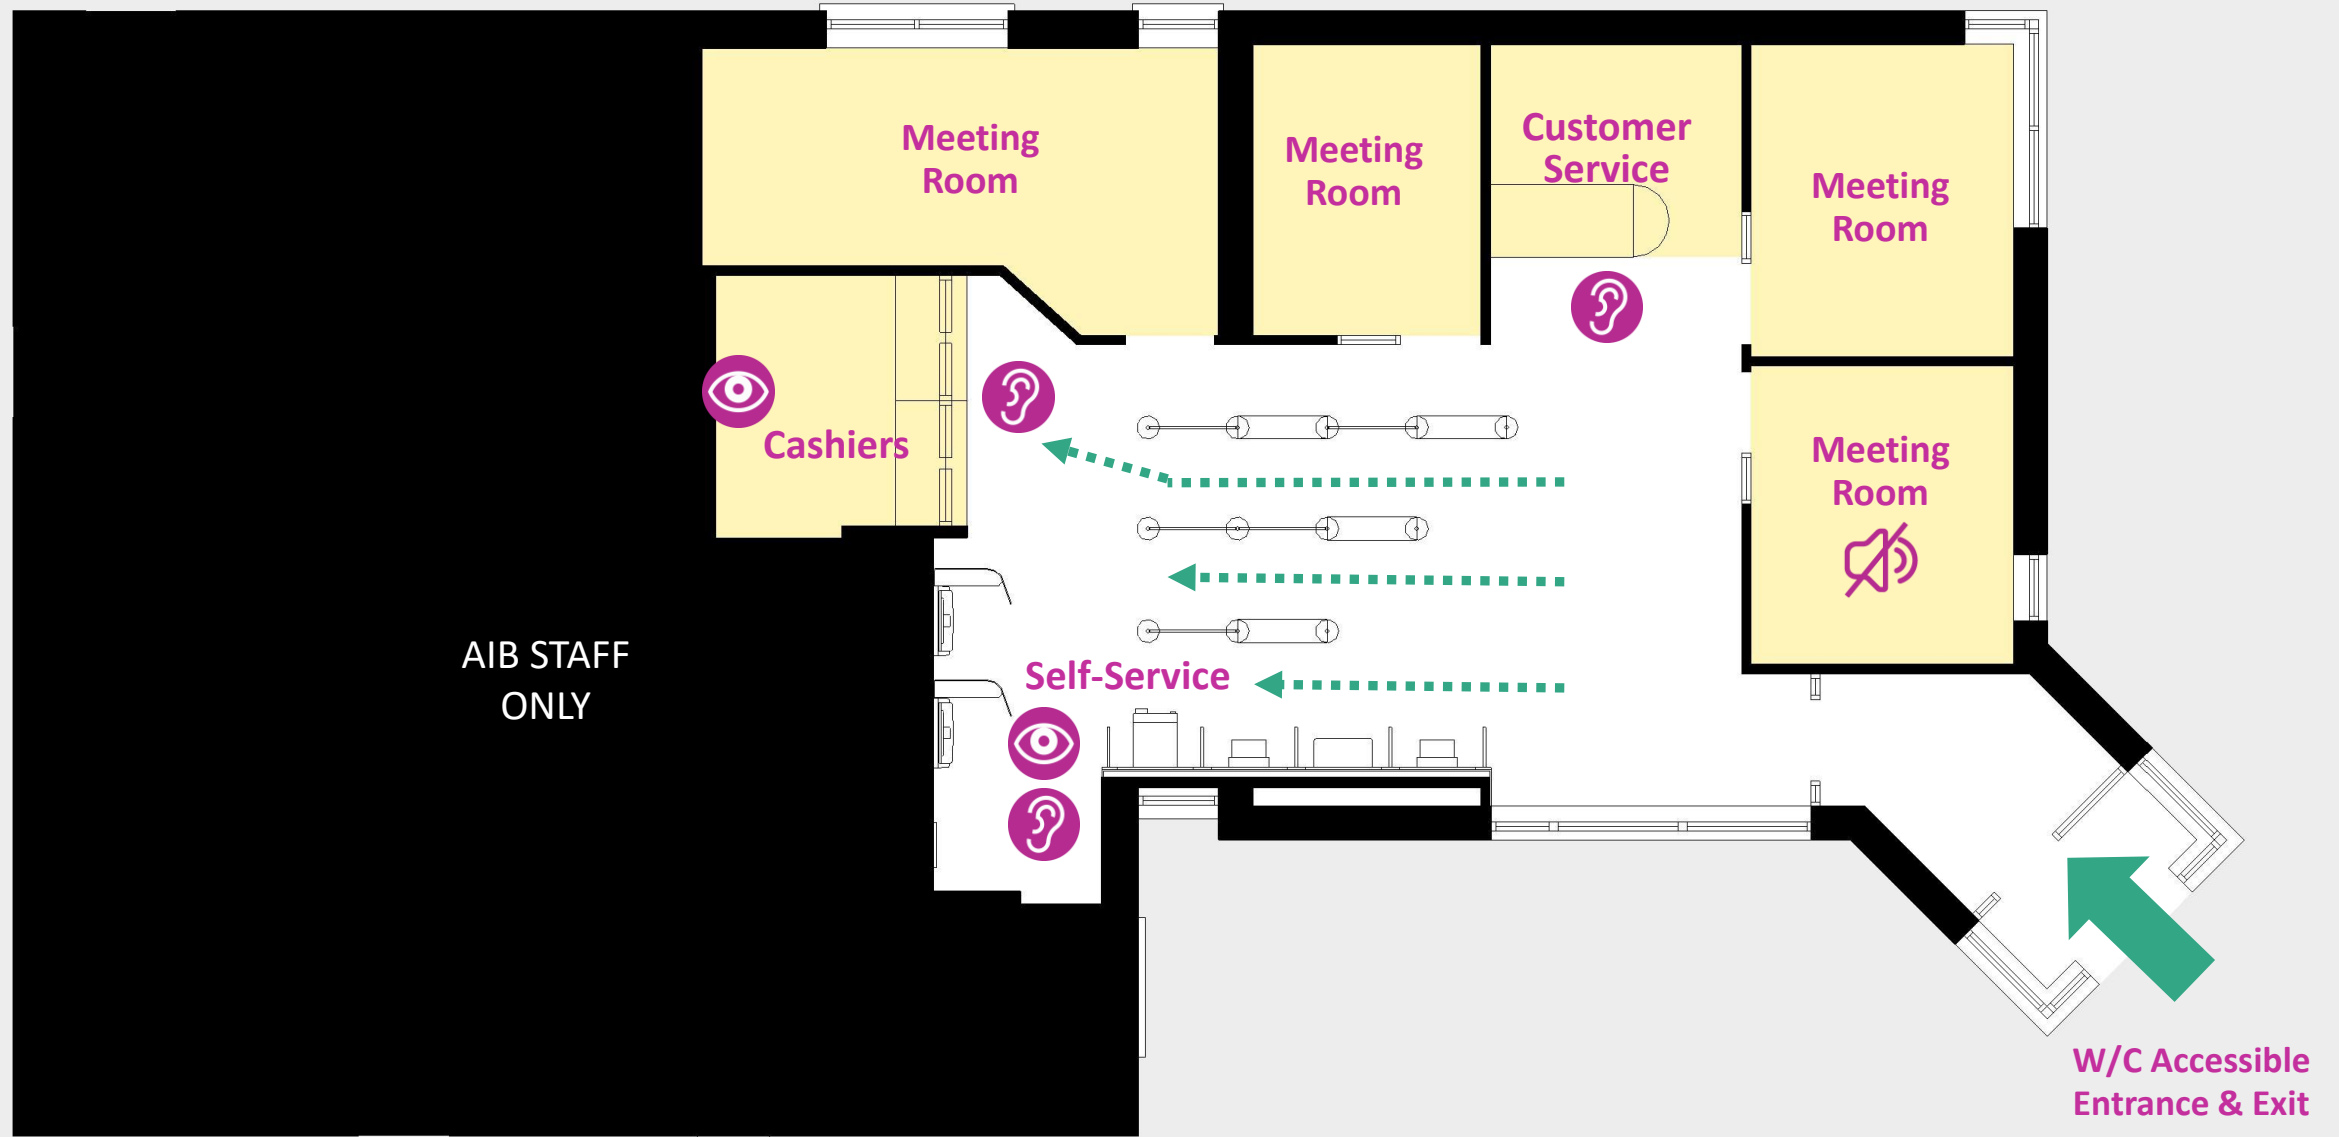 Meeting
Room
Meeting
Room
Customer
Service
Meeting
Room
Cashiers
Meeting
Room
AIB STAFF
ONLY
Self-Service
W/C Accessible
Entrance & Exit